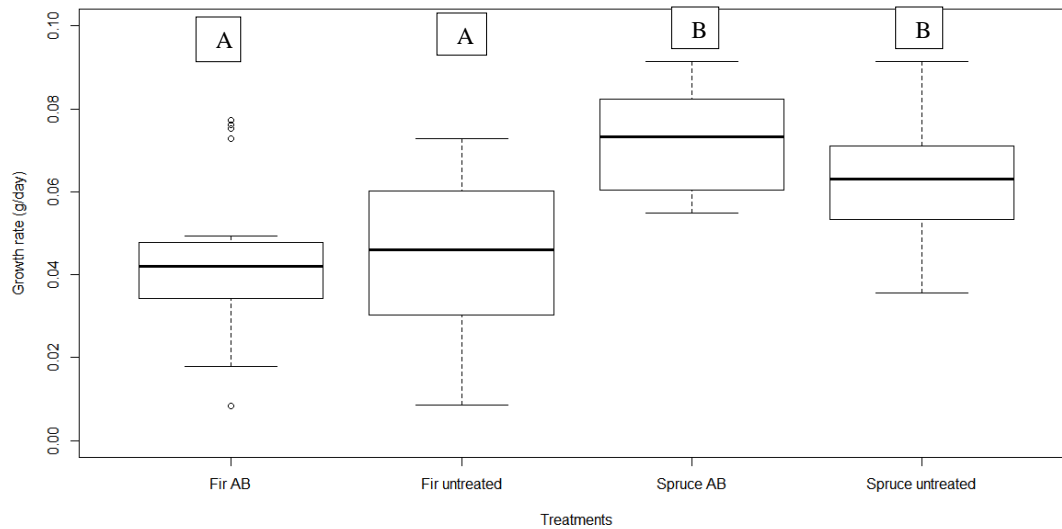 A A B B
0.10
0.08
0.06
0.04
0.02
0.00
Growth rate (g/day)
Fir AB Fir untreated Spruce AB Spruce untreated
Treatments